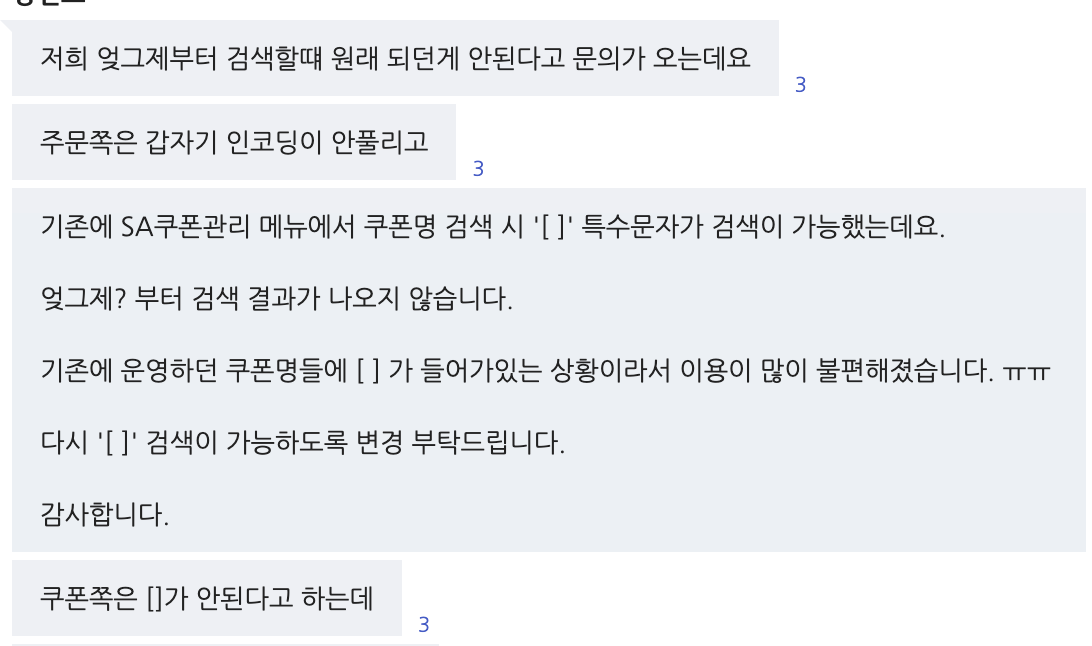 저희 엊그제부터 검색할떄 원래 되던게 안된다고 문의가 오는데요
3
주문쪽은 갑자기 인코딩이 안풀리고
3
기존에 SA쿠폰관리 메뉴에서 쿠폰명 검색 시 '[ ]' 특수문자가 검색이 가능했는데요.
엊그제? 부터 검색 결과가 나오지 않습니다.
기존에 운영하던 쿠폰명들에 [ ] 가 들어가있는 상황이라서 이용이 많이 불편해졌습니다. ㅠㅠ
다시 '[ ]' 검색이 가능하도록 변경 부탁드립니다.
감사합니다.
쿠폰쪽은 []가 안된다고 하는데
3